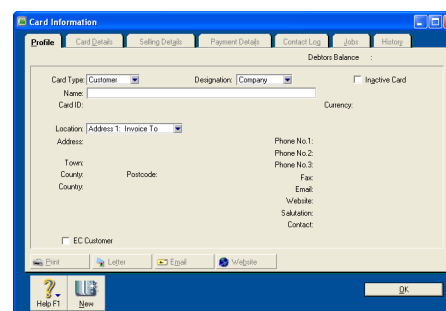 Card Information
Profile Card Details Selling Details Payment Details Contact Log Jobs History
Debtors Balance :
Card Type: Customer Designation: Company Inactive Card
Name:
Card ID: Currency:
Location: Address 1: Invoice To
Address: Phone No.1:
Phone No.2:
Town: Phone No.3:
County: Postcode: Fax:
Country: Email:
Website:
Salutation:
Contact:
EC Customer
Print Letter Email Website
Help F1 New OK